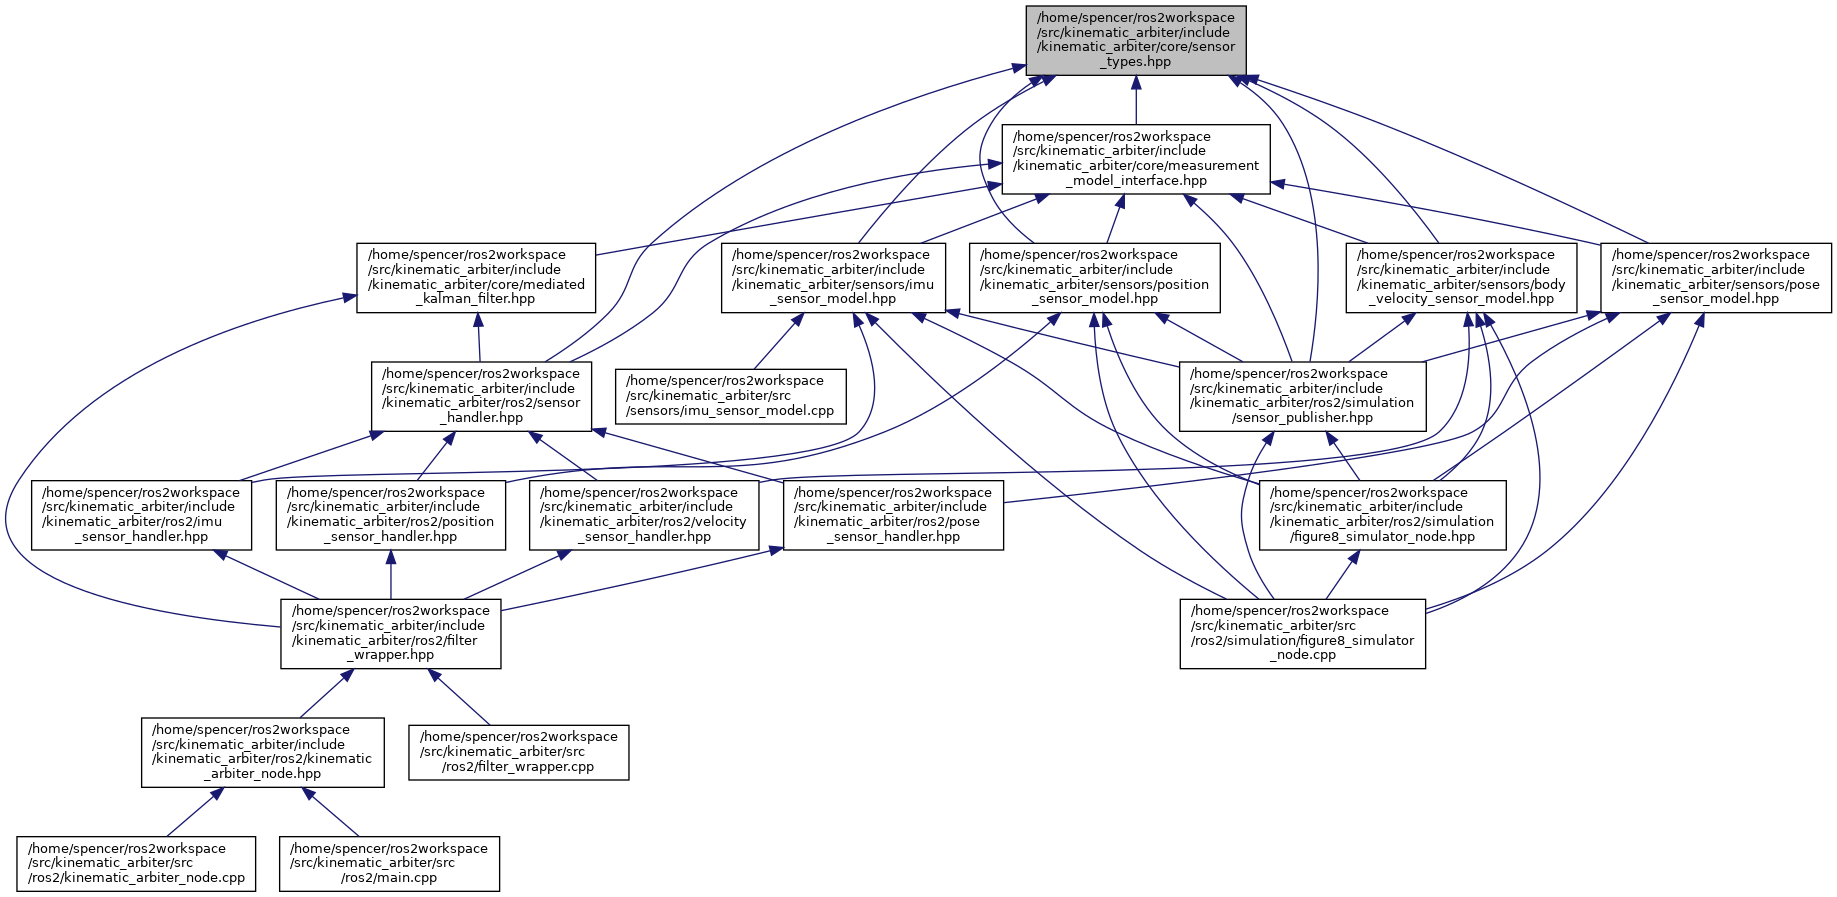 /home/spencer/ros2workspace
/src/kinematic_arbiter/include
/kinematic_arbiter/core/sensor
_types.hpp
/home/spencer/ros2workspace
/src/kinematic_arbiter/include
/kinematic_arbiter/core/measurement
_model_interface.hpp
/home/spencer/ros2workspace
/src/kinematic_arbiter/include
/kinematic_arbiter/core/mediated
_kalman_filter.hpp
/home/spencer/ros2workspace
/src/kinematic_arbiter/include
/kinematic_arbiter/sensors/imu
_sensor_model.hpp
/home/spencer/ros2workspace
/src/kinematic_arbiter/include
/kinematic_arbiter/sensors/position
_sensor_model.hpp
/home/spencer/ros2workspace
/src/kinematic_arbiter/include
/kinematic_arbiter/sensors/body
_velocity_sensor_model.hpp
/home/spencer/ros2workspace
/src/kinematic_arbiter/include
/kinematic_arbiter/sensors/pose
_sensor_model.hpp
/home/spencer/ros2workspace
/src/kinematic_arbiter/include
/kinematic_arbiter/ros2/sensor
_handler.hpp
/home/spencer/ros2workspace
/src/kinematic_arbiter/src
/sensors/imu_sensor_model.cpp
/home/spencer/ros2workspace
/src/kinematic_arbiter/include
/kinematic_arbiter/ros2/simulation
/sensor_publisher.hpp
/home/spencer/ros2workspace
/src/kinematic_arbiter/include
/kinematic_arbiter/ros2/imu
_sensor_handler.hpp
/home/spencer/ros2workspace
/src/kinematic_arbiter/include
/kinematic_arbiter/ros2/position
_sensor_handler.hpp
/home/spencer/ros2workspace
/src/kinematic_arbiter/include
/kinematic_arbiter/ros2/velocity
_sensor_handler.hpp
/home/spencer/ros2workspace
/src/kinematic_arbiter/include
/kinematic_arbiter/ros2/pose
_sensor_handler.hpp
/home/spencer/ros2workspace
/src/kinematic_arbiter/include
/kinematic_arbiter/ros2/simulation
/figure8_simulator_node.hpp
/home/spencer/ros2workspace
/src/kinematic_arbiter/include
/kinematic_arbiter/ros2/filter
_wrapper.hpp
/home/spencer/ros2workspace
/src/kinematic_arbiter/src
/ros2/simulation/figure8_simulator
_node.cpp
/home/spencer/ros2workspace
/src/kinematic_arbiter/include
/kinematic_arbiter/ros2/kinematic
_arbiter_node.hpp
/home/spencer/ros2workspace
/src/kinematic_arbiter/src
/ros2/filter_wrapper.cpp
/home/spencer/ros2workspace
/src/kinematic_arbiter/src
/ros2/kinematic_arbiter_node.cpp
/home/spencer/ros2workspace
/src/kinematic_arbiter/src
/ros2/main.cpp